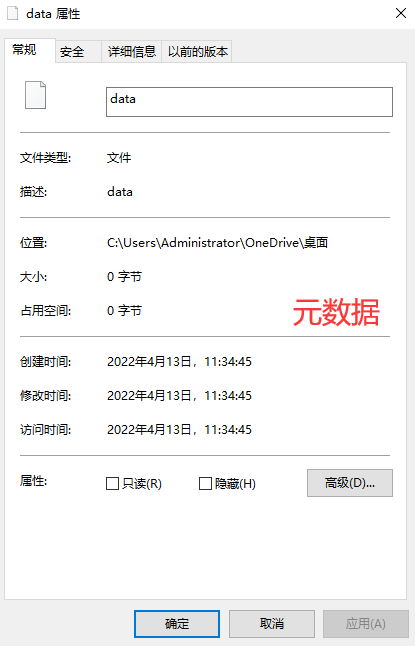 data 属性
常规 安全 详细信息 以前的版本
data
文件类型: 文件
描述: data
位置: C:\Users\Administrator\OneDrive\桌面
大小: 0 字节
占用空间: 0 字节
元数据
创建时间: 2022年4月13日，11:34:45
修改时间: 2022年4月13日，11:34:45
访问时间: 2022年4月13日，11:34:45
属性: 只读(R) 隐藏(H) 高级(D)...
确定 取消 应用(A)